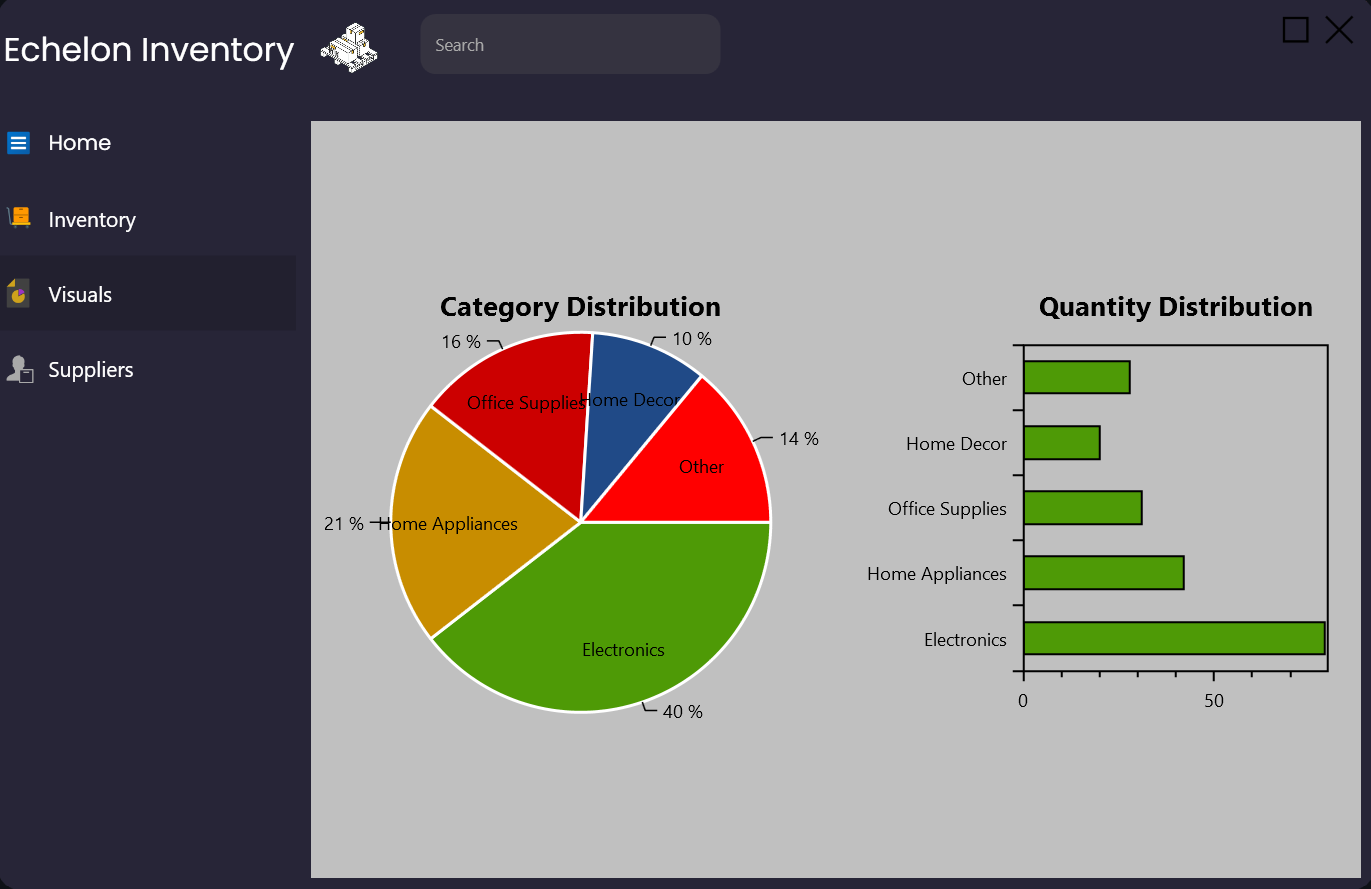 Echelon Inventory
Search
Home
Inventory
Visuals
Suppliers
Category Distribution
16 %
10 %
Office Supplies
Home Decor
14 %
Other
21 %
Home Appliances
Electronics
40 %
Quantity Distribution
Other
Home Decor
Office Supplies
Home Appliances
Electronics
0
50